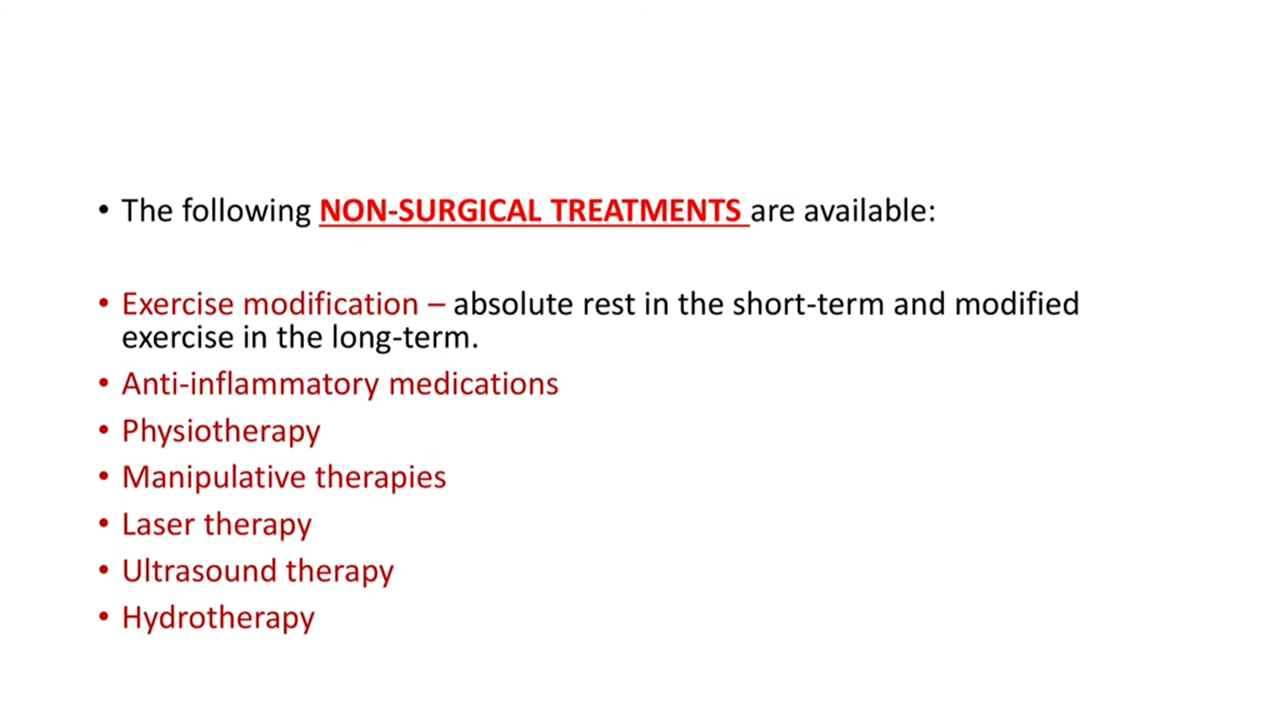 • The following NON-SURGICAL TREATMENTS are available:
• Exercise modification – absolute rest in the short-term and modified
exercise in the long-term.
• Anti-inflammatory medications
• Physiotherapy
• Manipulative therapies
• Laser therapy
• Ultrasound therapy
• Hydrotherapy